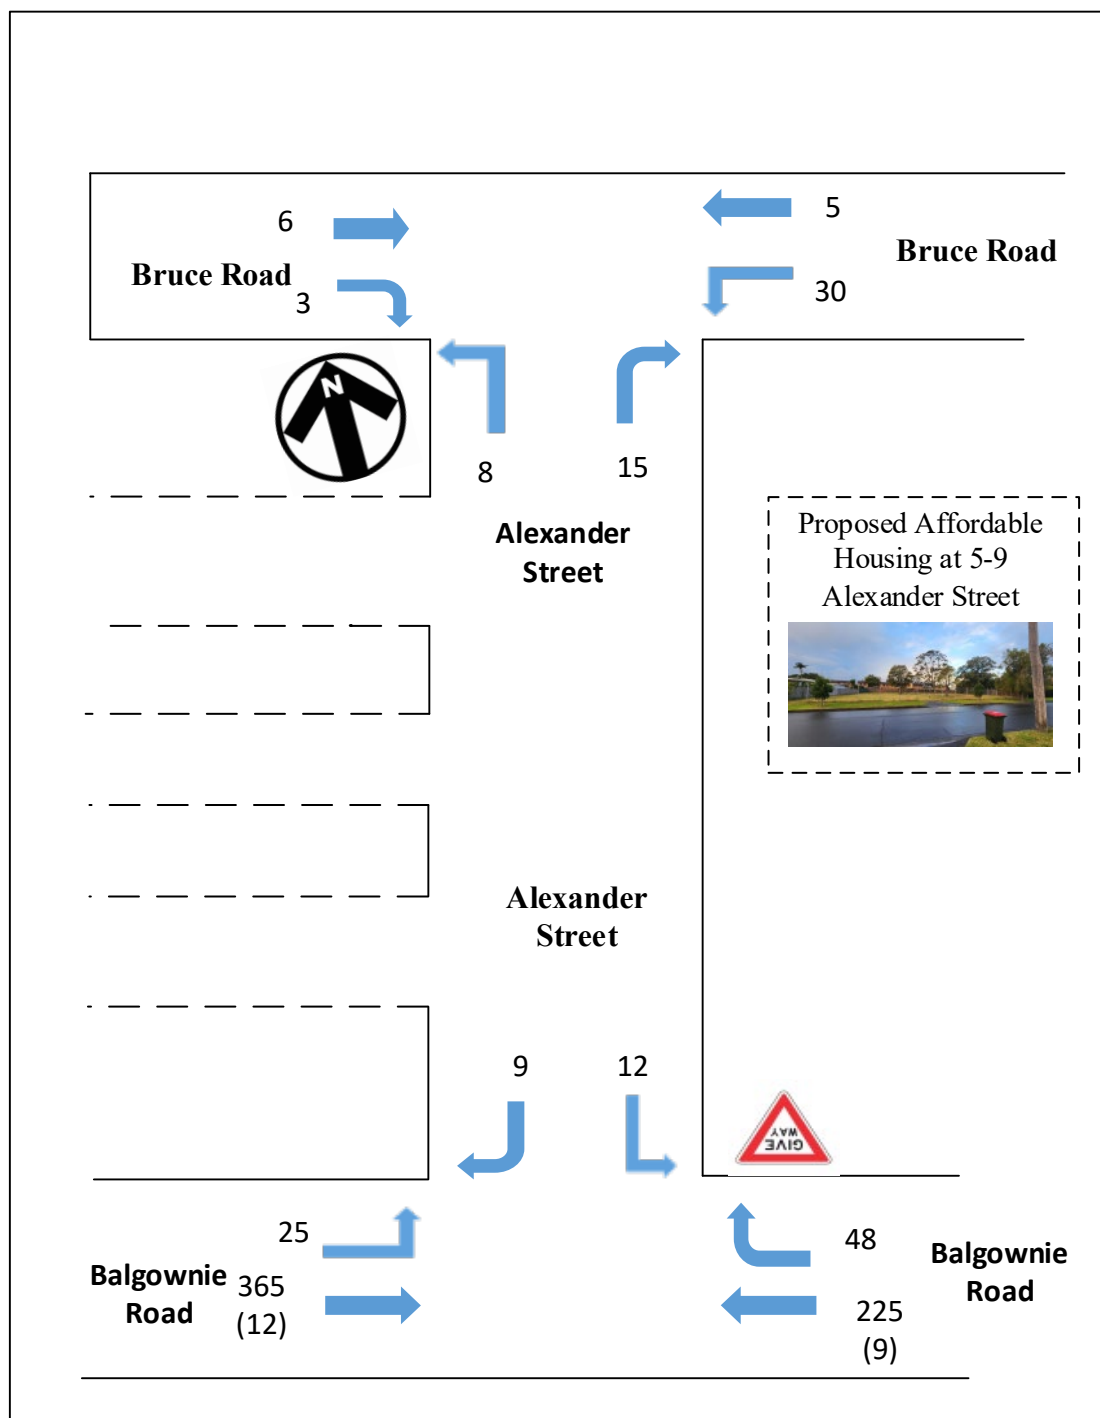 6
5
Bruce Road
Bruce Road
3
30
N
8
15
Alexander
Street
Proposed Affordable
Housing at 5-9
Alexander Street
Alexander
Street
9
12
GIVE
WAY
25
48
Balgownie
Road
365
(12)
Balgownie
Road
225
(9)